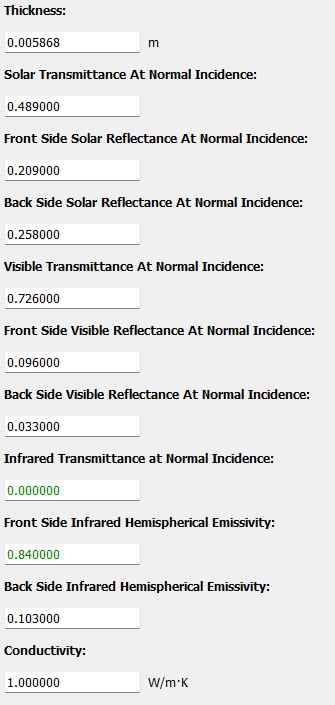 Thickness:
0.005868 m
Solar Transmittance At Normal Incidence:
0.489000
Front Side Solar Reflectance At Normal Incidence:
0.209000
Back Side Solar Reflectance At Normal Incidence:
0.258000
Visible Transmittance At Normal Incidence:
0.726000
Front Side Visible Reflectance At Normal Incidence:
0.096000
Back Side Visible Reflectance At Normal Incidence:
0.033000
Infrared Transmittance at Normal Incidence:
0.000000
Front Side Infrared Hemispherical Emissivity:
0.840000
Back Side Infrared Hemispherical Emissivity:
0.103000
Conductivity:
1.000000 W/m·K